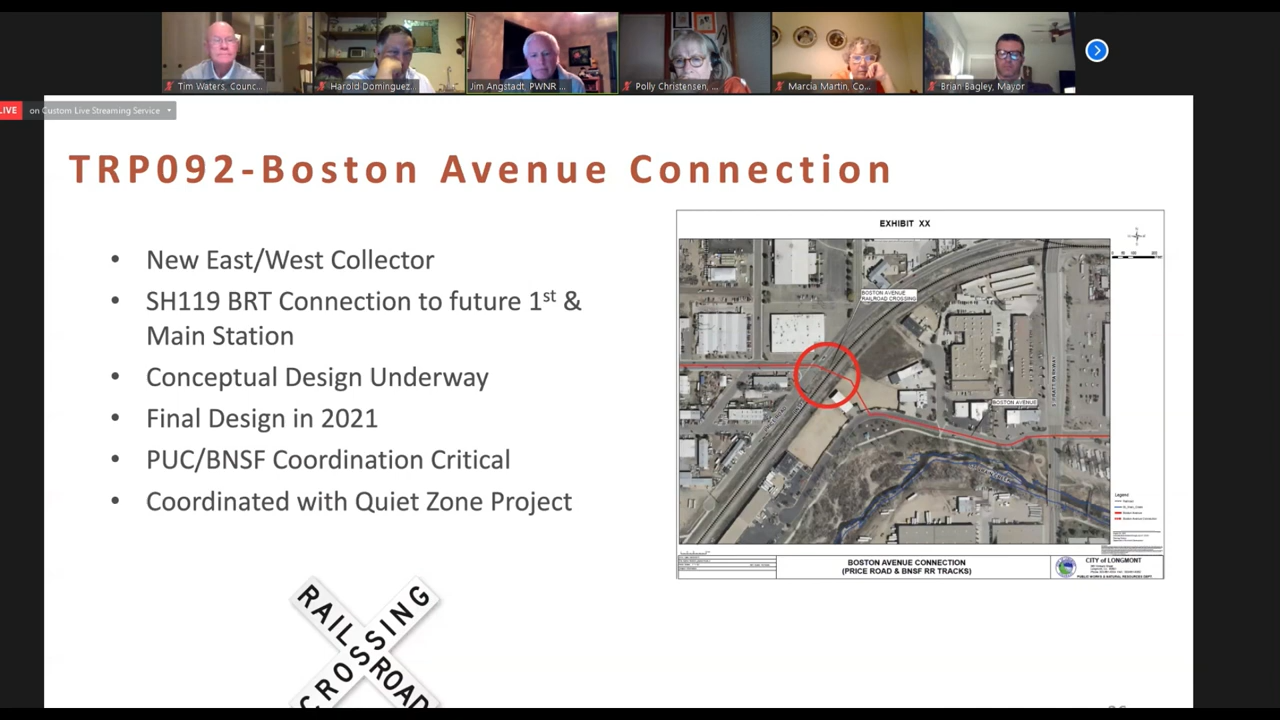 Tim Waters, Counc...
Harold Dominguez...
Jim Angstadt, PWNR ...
Polly Christensen, ...
Marcia Martin, Co...
Brian Bagley, Mayor
LIVE
on Custom Live Streaming Service
TRP092-Boston Avenue Connection
• New East/West Collector
• SH119 BRT Connection to future 1st &
Main Station
• Conceptual Design Underway
• Final Design in 2021
• PUC/BNSF Coordination Critical
• Coordinated with Quiet Zone Project
EXHIBIT XX
BOSTON AVENUE
RAILROAD CROSSING
BOSTON AVENUE
Legend
BOSTON AVENUE CONNECTION
(PRICE ROAD & BNSF RR TRACKS)
CITY of LONGMONT
PUBLIC WORKS & NATURAL RESOURCES DEPT
RAILROAD
CROSSING